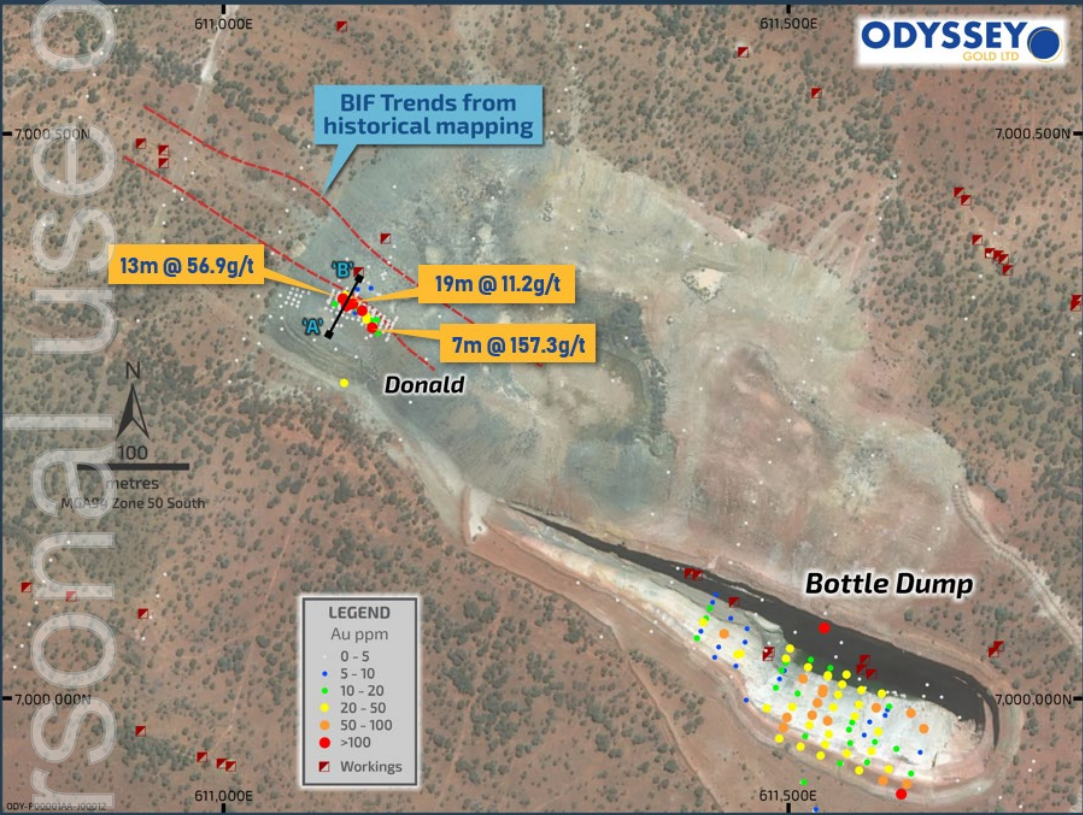 611,000E
611,500E
ODYSSEY
GOLD LTD
BIF Trends from
historical mapping
7,000,500N
7,000,500N
13m @ 56.9g/t
'B'
19m @ 11.2g/t
'A'
7m @ 157.3g/t
Donald
N
100
metres
MGA94 Zone 50 South
Bottle Dump
LEGEND
Au ppm
0 - 5
5 - 10
10 - 20
20 - 50
50 - 100
>100
Workings
7,000,000N
7,000,000N
611,000E
611,500E
rsonal use o